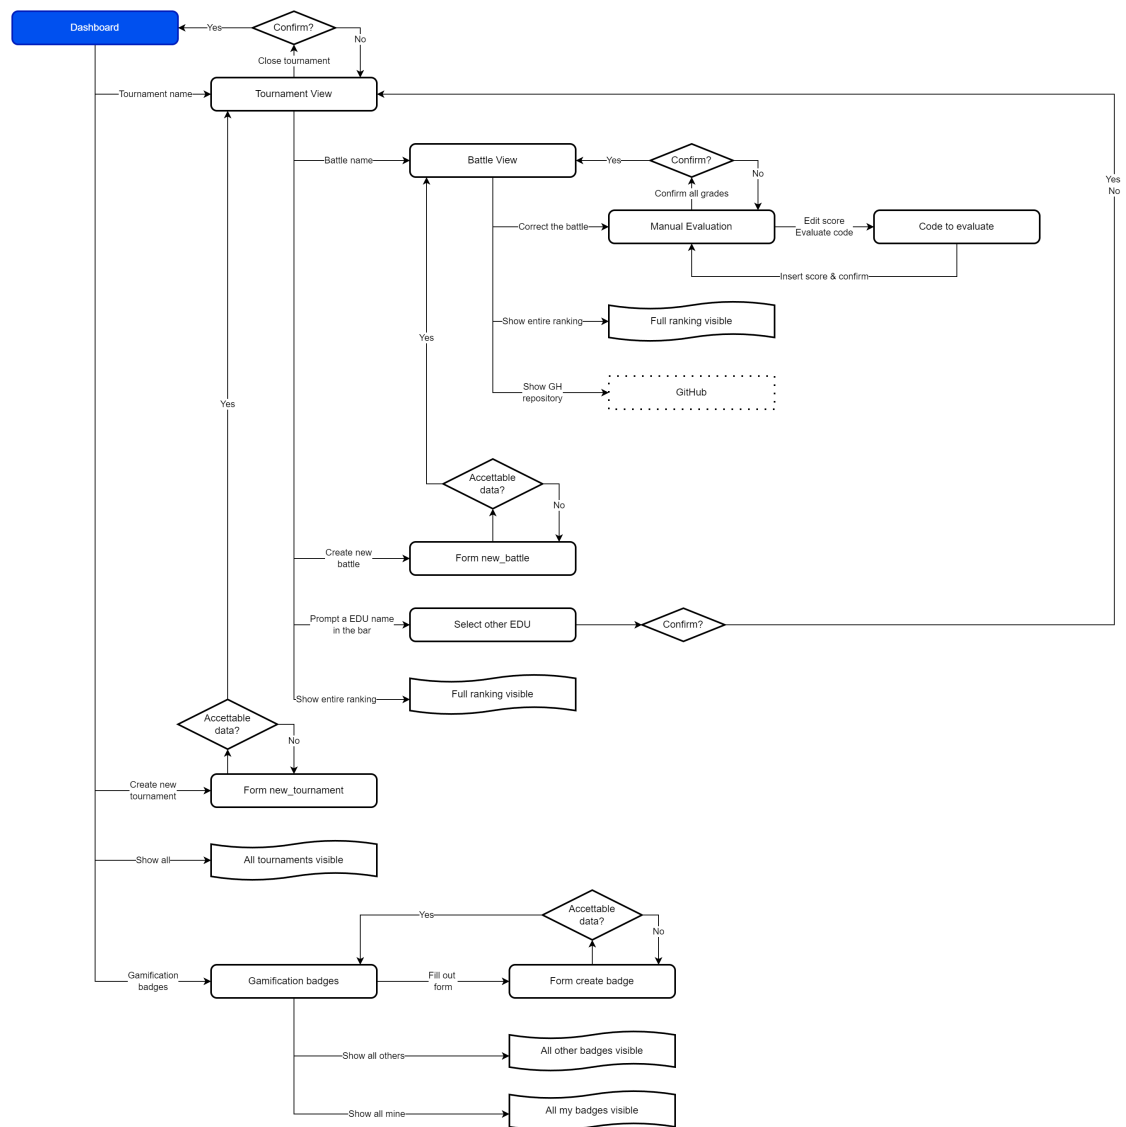 Dashboard
Yes
Confirm?
No
Close tournament
Tournament name
Tournament View
Battle name
Battle View
Yes
Confirm?
No
Yes
No
Confirm all grades
Correct the battle
Manual Evaluation
Edit score
Evaluate code
Code to evaluate
Insert score & confirm
Show entire ranking
Full ranking visible
Yes
Show GH
repository
GitHub
Yes
Accettable
data?
No
Create new
battle
Form new_battle
Prompt a EDU name
in the bar
Select other EDU
Confirm?
Show entire ranking
Full ranking visible
Accettable
data?
No
Create new
tournament
Form new_tournament
Show all
All tournaments visible
Yes
Accettable
data?
No
Gamification
badges
Gamification badges
Fill out
form
Form create badge
Show all others
All other badges visible
Show all mine
All my badges visible